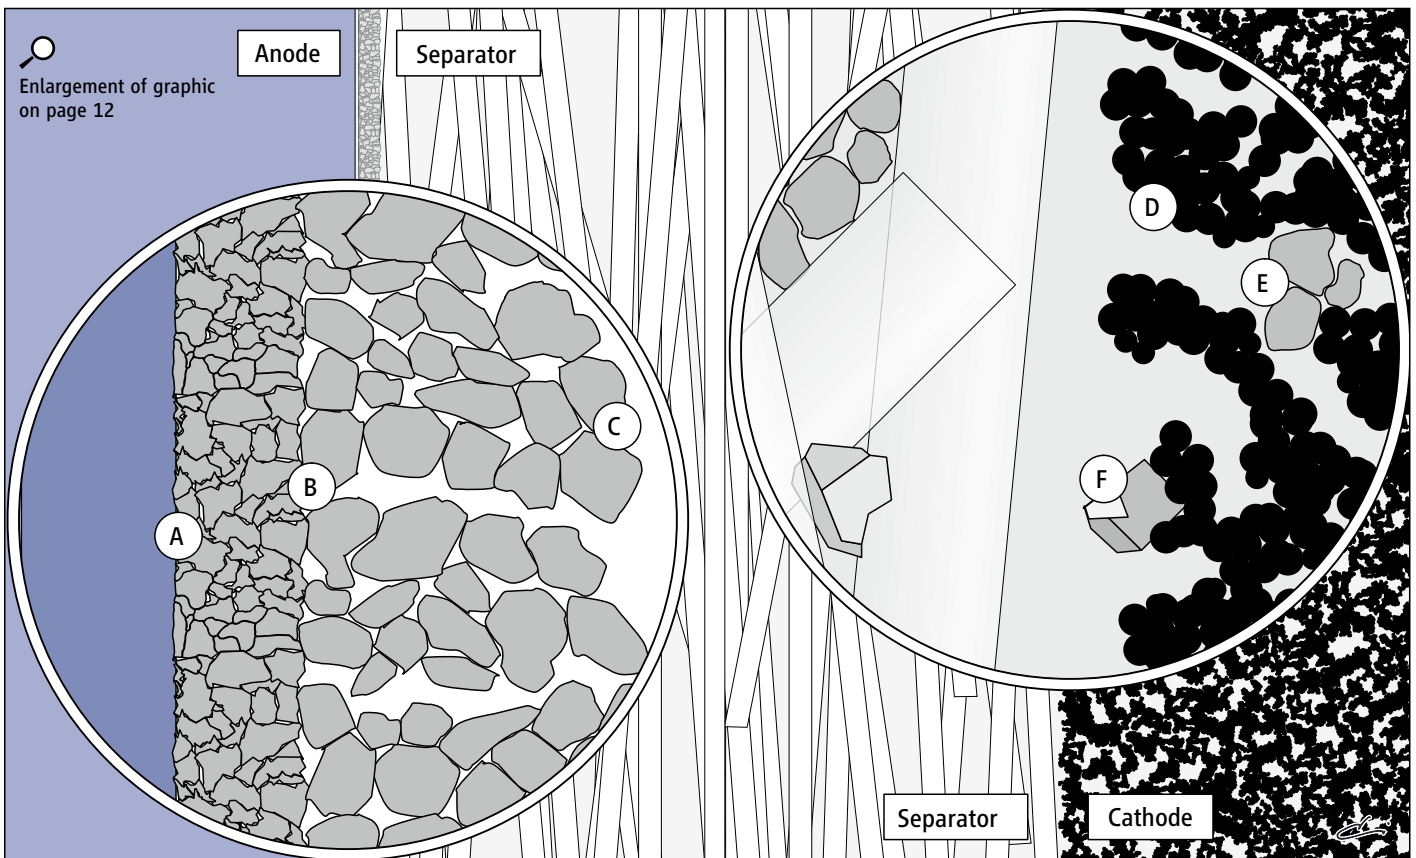 Enlargement of graphic
on page 12
Anode
Separator
A
B
C
D
E
F
Separator
Cathode